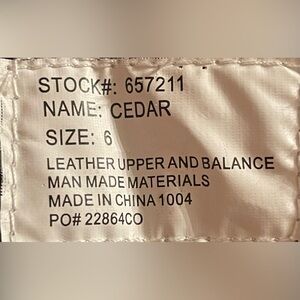 STOCK#: 657211
NAME: CEDAR
SIZE: 6
LEATHER UPPER AND BALANCE
MAN MADE MATERIALS
MADE IN CHINA 1004
PO# 22864CO